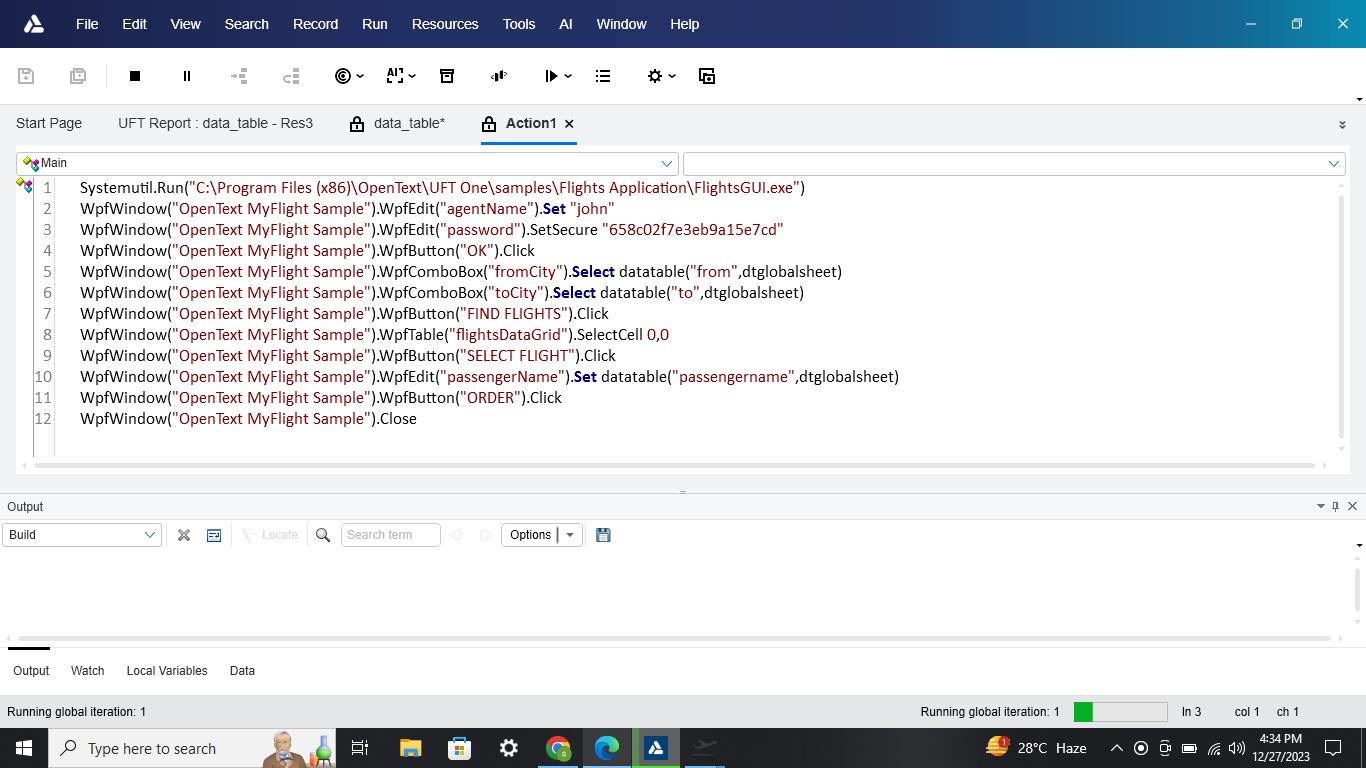 File Edit View Search Record Run Resources Tools AI Window Help
Start Page UFT Report : data_table - Res3 data_table* Action1
Main
1 Systemutil.Run("C:\Program Files (x86)\OpenText\UFT One\samples\Flights Application\FlightsGUI.exe")
2 WpfWindow("OpenText MyFlight Sample").WpfEdit("agentName").Set "john"
3 WpfWindow("OpenText MyFlight Sample").WpfEdit("password").SetSecure "658c02f7e3eb9a15e7cd"
4 WpfWindow("OpenText MyFlight Sample").WpfButton("OK").Click
5 WpfWindow("OpenText MyFlight Sample").WpfComboBox("fromCity").Select datatable("from",dtglobalsheet)
6 WpfWindow("OpenText MyFlight Sample").WpfComboBox("toCity").Select datatable("to",dtglobalsheet)
7 WpfWindow("OpenText MyFlight Sample").WpfButton("FIND FLIGHTS").Click
8 WpfWindow("OpenText MyFlight Sample").WpfTable("flightsDataGrid").SelectCell 0,0
9 WpfWindow("OpenText MyFlight Sample").WpfButton("SELECT FLIGHT").Click
10 WpfWindow("OpenText MyFlight Sample").WpfEdit("passengerName").Set datatable("passengername",dtglobalsheet)
11 WpfWindow("OpenText MyFlight Sample").WpfButton("ORDER").Click
12 WpfWindow("OpenText MyFlight Sample").Close
Output
Build Locate Search term Options
Output Watch Local Variables Data
Running global iteration: 1 Running global iteration: 1 ln 3 col 1 ch 1
Type here to search 1 28°C Haze 4:34 PM
12/27/2023